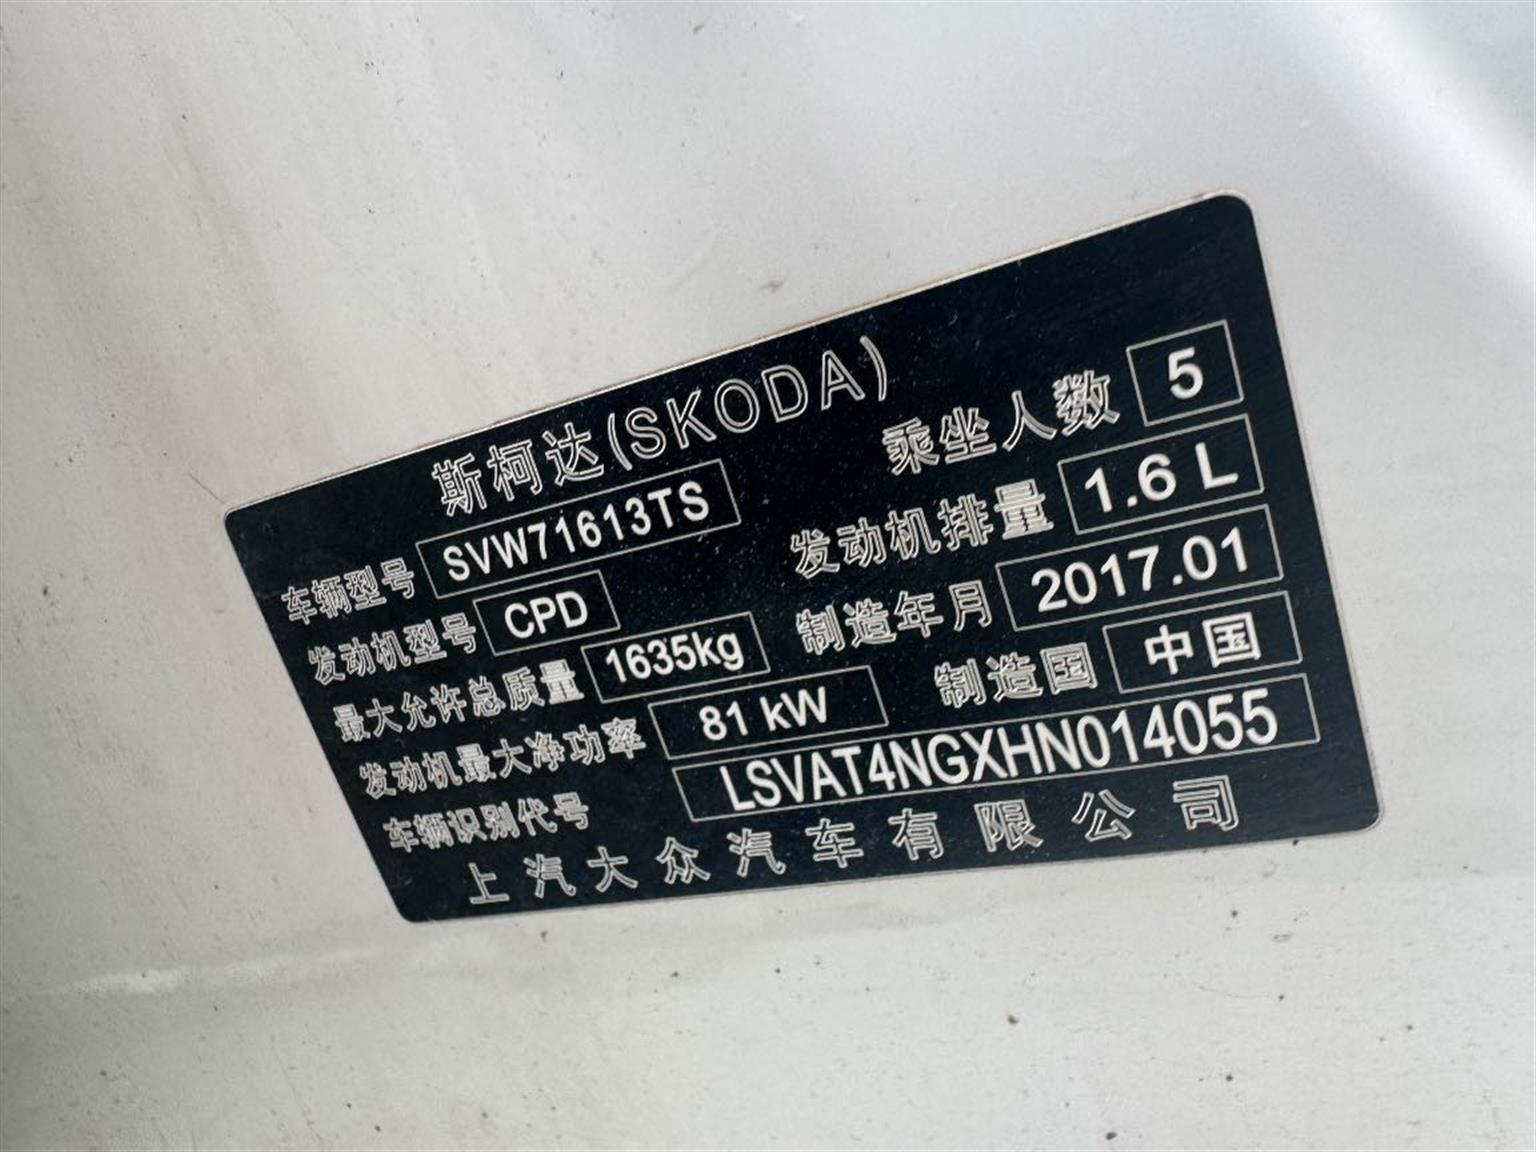 斯柯达(SKODA)
车辆型号 SVW71613TS 乘坐人数 5
发动机型号 CPD 发动机排量 1.6 L
最大允许总质量 1635kg 制造年月 2017.01
发动机最大净功率 81 kW 制造国 中国
车辆识别代号 LSVAT4NGXHN014055
上汽大众汽车有限公司